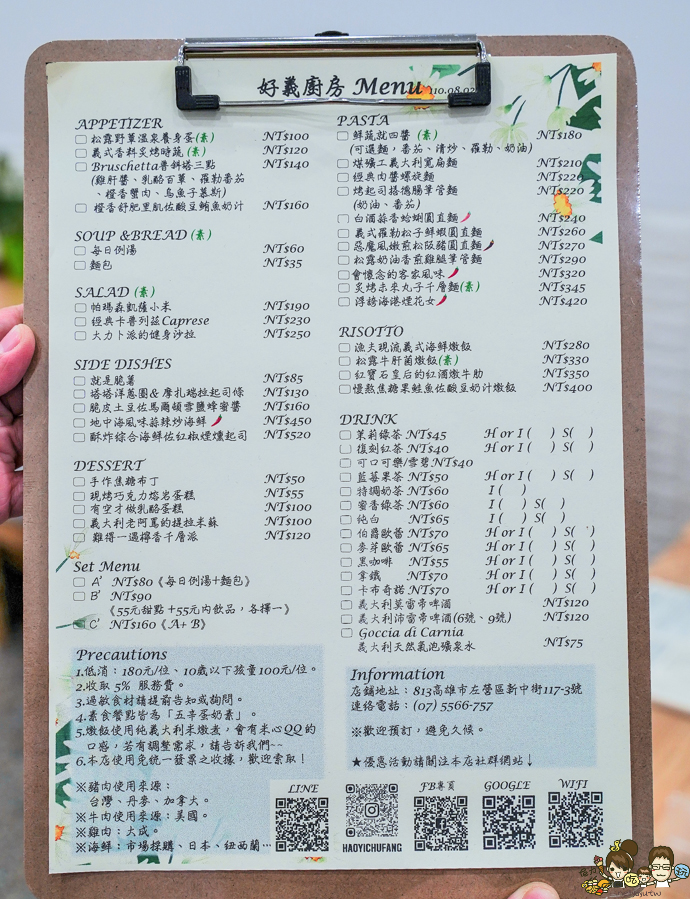 好義廚房 Menu 110.08.02
APPETIZER
松露野蕈溫泉養身蛋(素) NT$100
義式香料炙烤時蔬(素) NT$120
Bruschetta普斜塔三點 NT$140
(雞肝醬、乳酪百蕈、羅勒番茄
、橙香蟹肉、烏魚子慕斯)
橙香舒肥里肌佐酸豆鮪魚奶汁 NT$160
SOUP &BREAD (素)
每日例湯 NT$60
麵包 NT$35
SALAD (素)
帕瑪森凱薩小米 NT$190
經典卡普列茲Caprese NT$230
大力卜派的健身沙拉 NT$250
SIDE DISHES
就是脆薯 NT$85
塔塔洋蔥圈&摩扎瑞拉起司條 NT$130
脆皮土豆佐馬爾頓雪鹽蜂蜜醬 NT$160
地中海風味蒜辣炒海鮮 NT$450
酥炸綜合海鮮佐紅椒煙燻起司 NT$520
DESSERT
手作焦糖布丁 NT$50
現烤巧克力熔岩蛋糕 NT$55
有空才做乳酪蛋糕 NT$100
義大利老阿嬤的提拉米蘇 NT$100
難得一遇檸香千層派 NT$120
Set Menu
A' NT$80《每日例湯+麵包》
B' NT$90
《55元甜點+55元內飲品，各擇一》
C' NT$160《A+ B》
Precautions
1.低消：180元/位、10歲以下孩童100元/位。
2.收取 5% 服務費。
3.過敏食材請提前告知或詢問。
4.素食餐點皆為「五辛蛋奶素」。
5.燉飯使用純義大利米燉煮，會有米心QQ的
口感，若有調整需求，請告訴我們~~
6.本店使用免統一發票之收據，歡迎索取！
※豬肉使用來源：
台灣、丹麥、加拿大。
※牛肉使用來源：美國。
※雞肉：大成。
※海鮮：市場採購、日本、紐西蘭…
PASTA
鮮蔬就四醬 (素) NT$180
(可選麵，番茄、清炒、羅勒、奶油)
煤礦工義大利寬扁麵 NT$210
經典肉醬螺旋麵 NT$220
烤起司搭德腸筆管麵 NT$220
(奶油、番茄)
白酒蒜香蛤蜊圓直麵 NT$240
義式羅勒松子鮮蝦圓直麵 NT$260
惡魔風嫩煎松阪豬圓直麵 NT$270
松露奶油香煎雞腿筆管麵 NT$290
會懷念的客家風味 NT$320
炙烤未來丸子千層麵(素) NT$345
浮誇海港煙花女 NT$420
RISOTTO
漁夫現流義式海鮮燉飯 NT$280
松露牛肝菌燉飯(素) NT$330
紅寶石皇后的紅酒燉牛肋 NT$350
慢熬焦糖果鮭魚佐酸豆奶汁燉飯 NT$400
DRINK
茉莉綠茶 NT$45 H or I ( ) S( )
復刻紅茶 NT$40 H or I ( ) S( )
可口可樂/雪碧 NT$40
藍莓果茶 NT$50 H or I ( ) S( )
特調奶茶 NT$60 I ( )
蜜香綠茶 NT$60 I ( ) S( )
純白 NT$65 I ( ) S( )
伯爵歐蕾 NT$70 H or I ( ) S( )
麥芽歐蕾 NT$65 H or I ( ) S( )
黑咖啡 NT$55 H or I ( ) S( )
拿鐵 NT$70 H or I ( ) S( )
卡布奇諾 NT$70 H or I ( ) S( )
義大利莫雷帝啤酒 NT$120
義大利沛雷帝啤酒(6號、9號) NT$120
Goccia di Carnia
義大利天然氣泡礦泉水 NT$75
Information
店鋪地址：813高雄市左營區新中街117-3號
連絡電話：(07) 5566-757
※歡迎預訂，避免久候。
★優惠活動請關注本店社群網站↓
LINE
HAOYICHUFANG
FB專頁
GOOGLE
WIFI